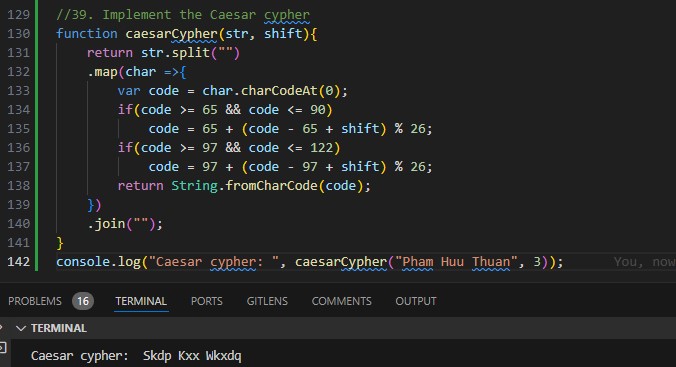 129 //39. Implement the Caesar cypher
130 function caesarCypher(str, shift){
131     return str.split("")
132     .map(char =>{
133         var code = char.charCodeAt(0);
134         if(code >= 65 && code <= 90)
135             code = 65 + (code - 65 + shift) % 26;
136         if(code >= 97 && code <= 122)
137             code = 97 + (code - 97 + shift) % 26;
138         return String.fromCharCode(code);
139     })
140     .join("");
141 }
142 console.log("Caesar cypher: ", caesarCypher("Pham Huu Thuan", 3)); You, now
PROBLEMS 16 TERMINAL PORTS GITLENS COMMENTS OUTPUT
TERMINAL
Caesar cypher:  Skdp Kxx Wkxdq